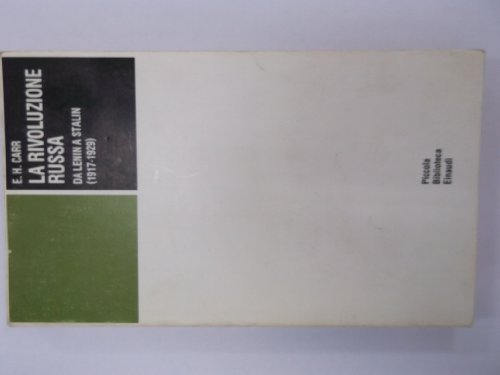 E. H. CARR
LA RIVOLUZIONE
RUSSA
DA LENIN A STALIN
(1917-1929)
Piccola
Biblioteca
Einaudi